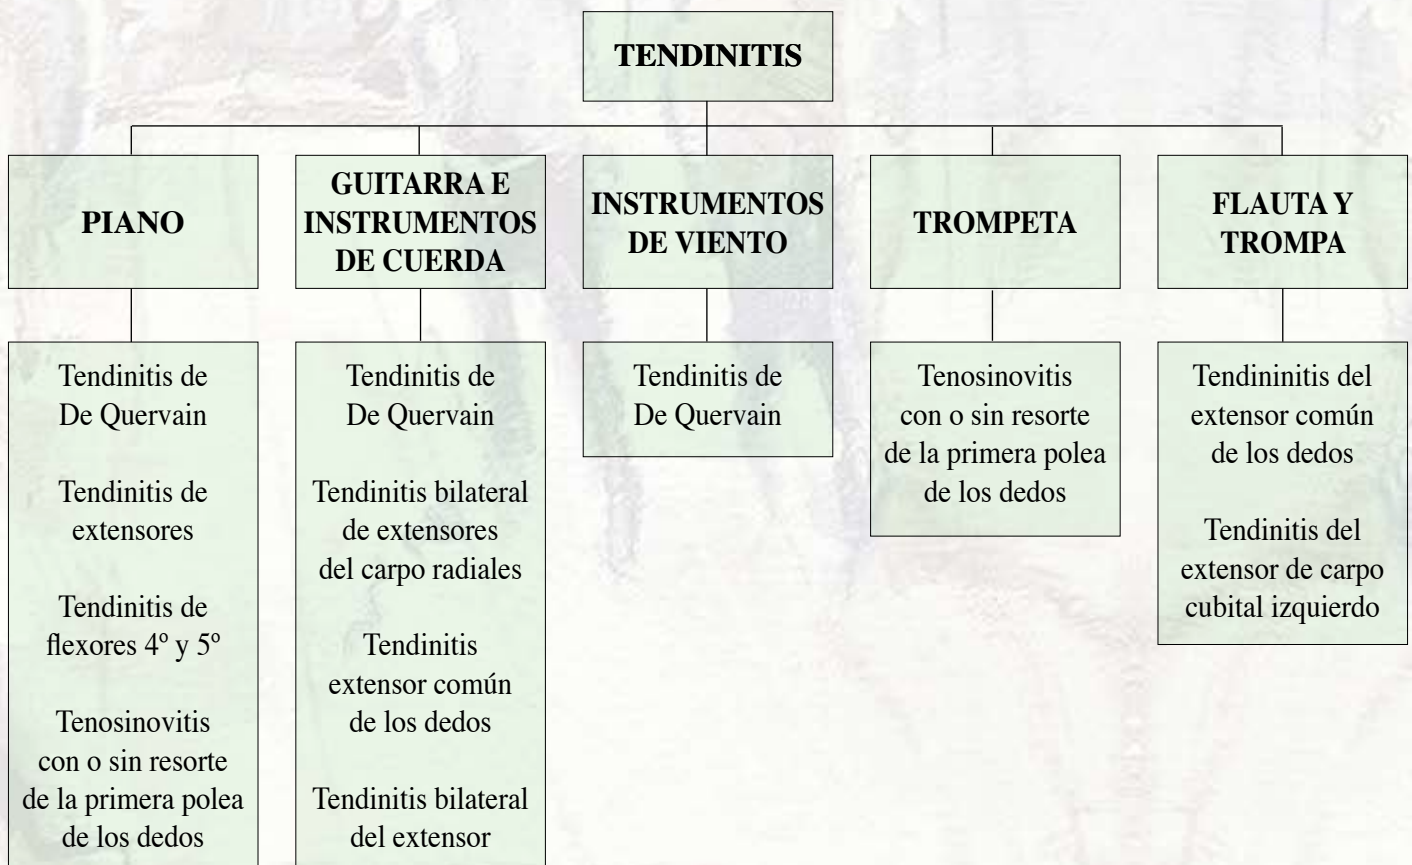 TENDINITIS
PIANO
GUITARRA E
INSTRUMENTOS
DE CUERDA
INSTRUMENTOS
DE VIENTO
TROMPETA
FLAUTA Y
TROMPA
Tendinitis de
De Quervain
Tendinitis de
extensores
Tendinitis de
flexores 4º y 5º
Tenosinovitis
con o sin resorte
de la primera polea
de los dedos
Tendinitis de
De Quervain
Tendinitis bilateral
de extensores
del carpo radiales
Tendinitis
extensor común
de los dedos
Tendinitis bilateral
del extensor
Tendinitis de
De Quervain
Tenosinovitis
con o sin resorte
de la primera polea
de los dedos
Tendininitis del
extensor común
de los dedos
Tendinitis del
extensor de carpo
cubital izquierdo